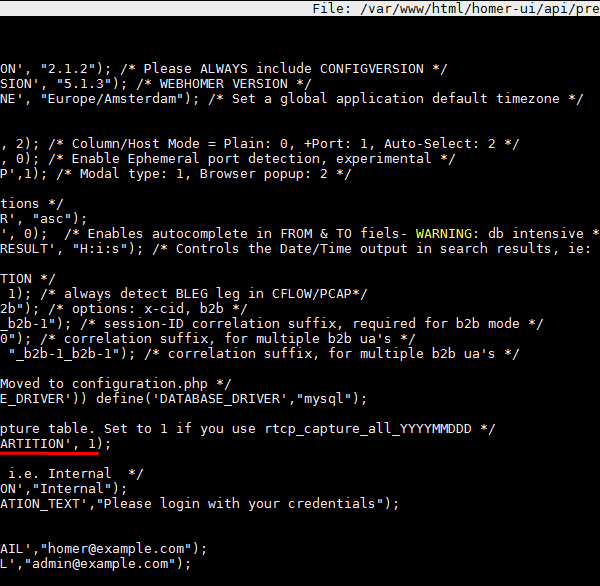 File: /var/www/html/homer-ui/api/pre
ON', "2.1.2"); /* Please ALWAYS include CONFIGVERSION */
SION', "5.1.3"); /* WEBHOMER VERSION */
NE', "Europe/Amsterdam"); /* Set a global application default timezone */
, 2); /* Column/Host Mode = Plain: 0, +Port: 1, Auto-Select: 2 */
, 0); /* Enable Ephemeral port detection, experimental */
P',1); /* Modal type: 1, Browser popup: 2 */
tions */
R', "asc");
', 0);  /* Enables autocomplete in FROM & TO fiels- WARNING: db intensive *
RESULT', "H:i:s"); /* Controls the Date/Time output in search results, ie:
TION */
1); /* always detect BLEG leg in CFLOW/PCAP*/
2b"); /* options: x-cid, b2b */
_b2b-1"); /* session-ID correlation suffix, required for b2b mode */
0"); /* correlation suffix, for multiple b2b ua's */
"_b2b-1_b2b-1"); /* correlation suffix, for multiple b2b ua's */
Moved to configuration.php */
E_DRIVER')) define('DATABASE_DRIVER',"mysql");
pture table. Set to 1 if you use rtcp_capture_all_YYYYMMDDD */
ARTITION', 1);
i.e. Internal  */
ON',"Internal");
ATION_TEXT',"Please login with your credentials");
AIL',"homer@example.com");
L',"admin@example.com");